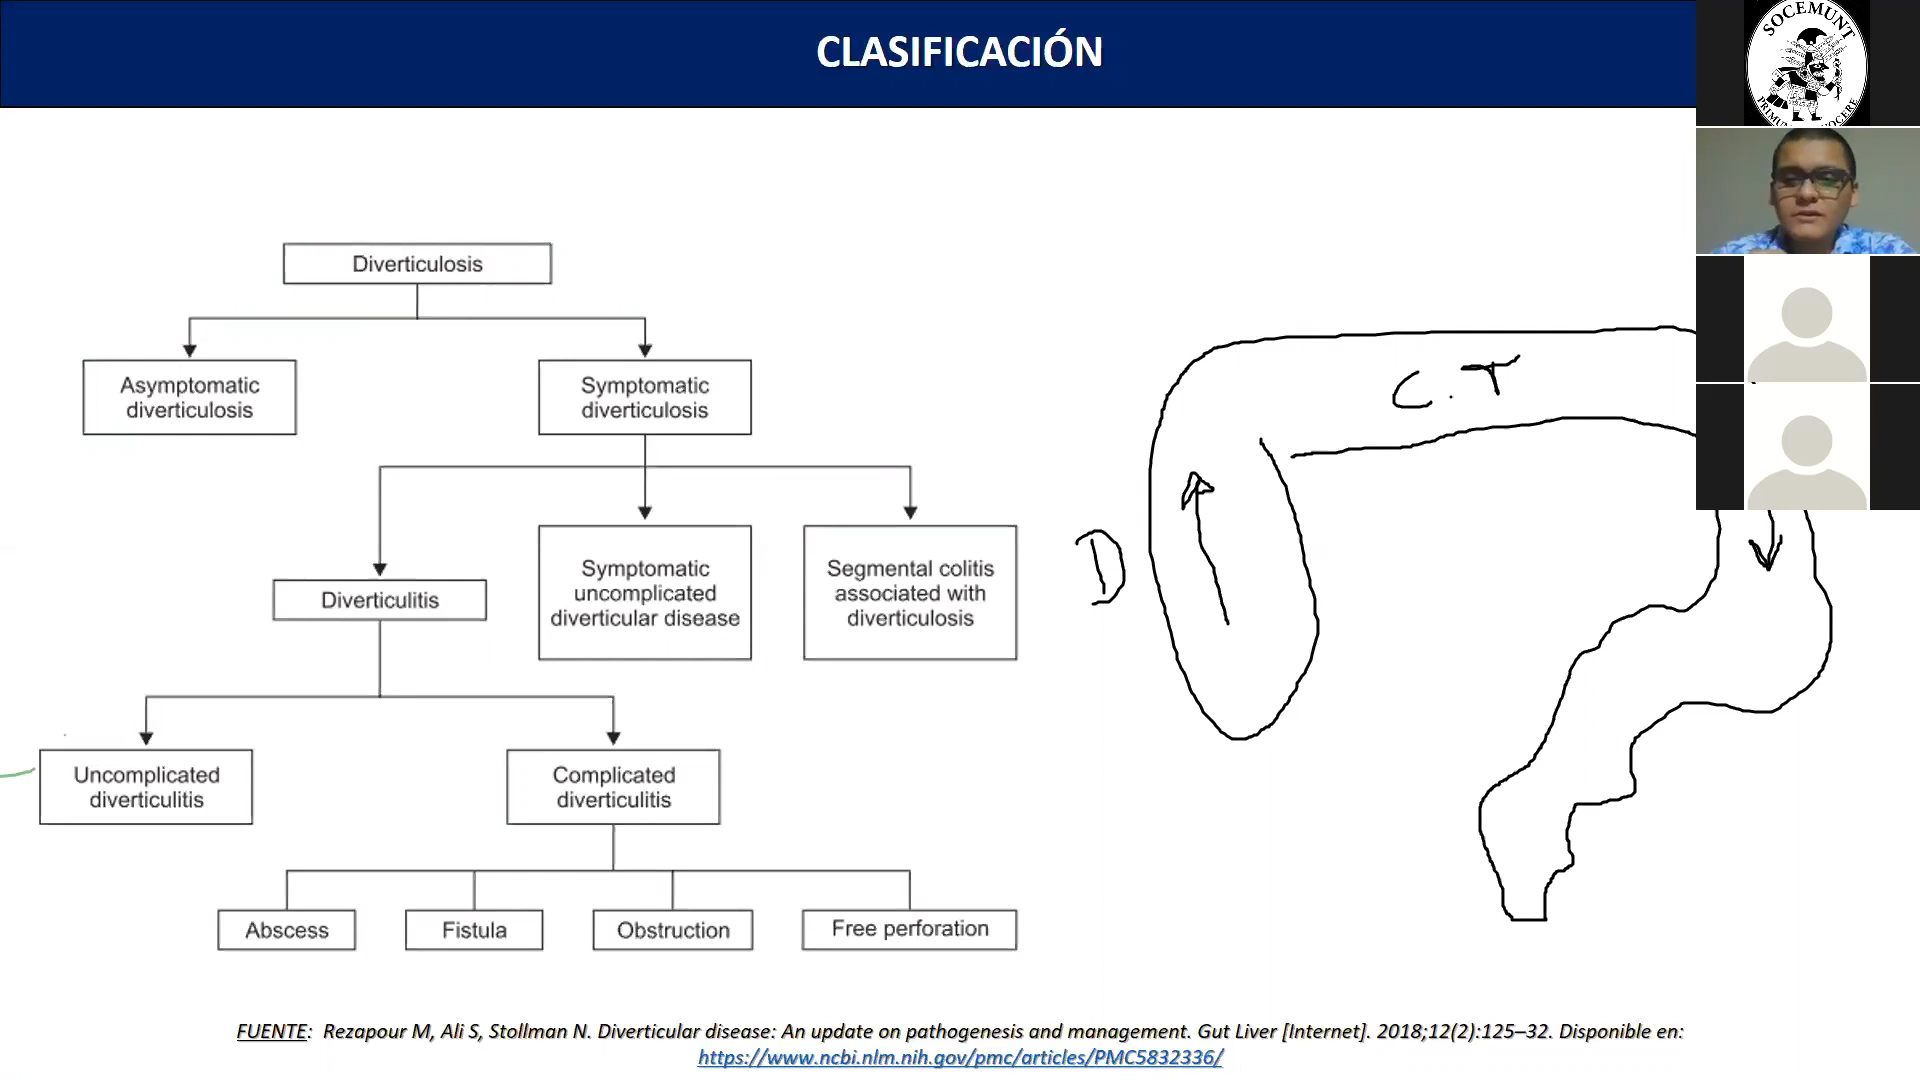 CLASIFICACIÓN
SOCEMUNT
Diverticulosis
Asymptomatic
diverticulosis
Symptomatic
diverticulosis
Diverticulitis
Symptomatic
uncomplicated
diverticular disease
Segmental colitis
associated with
diverticulosis
Uncomplicated
diverticulitis
Complicated
diverticulitis
Abscess
Fistula
Obstruction
Free perforation
C.T
D
FUENTE: Rezapour M, Ali S, Stollman N. Diverticular disease: An update on pathogenesis and management. Gut Liver [Internet]. 2018;12(2):125–32. Disponible en:
https://www.ncbi.nlm.nih.gov/pmc/articles/PMC5832336/